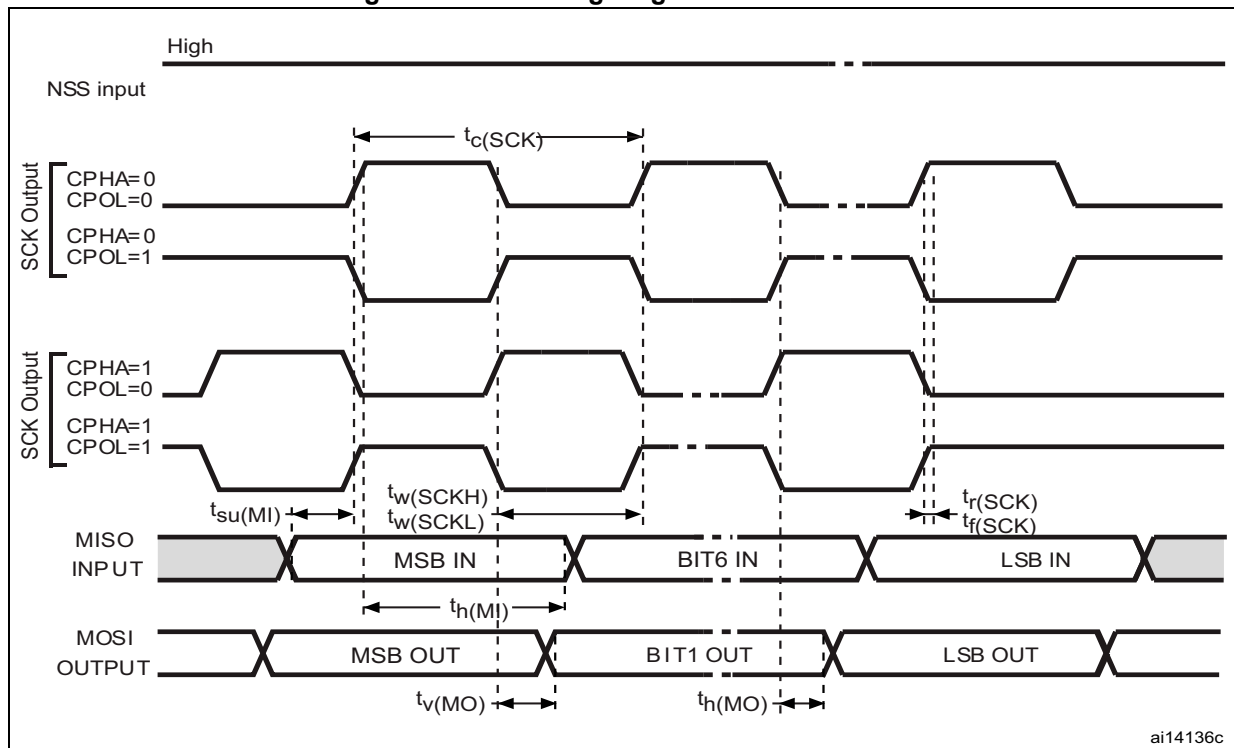 High
NSS input
tc(SCK)
SCK Output
CPHA=0
CPOL=0
CPHA=0
CPOL=1
SCK Output
CPHA=1
CPOL=0
CPHA=1
CPOL=1
tsu(MI)
tw(SCKH)
tw(SCKL)
tr(SCK)
tf(SCK)
MISO
INPUT
MSB IN
BIT6 IN
LSB IN
th(MI)
MOSI
OUTPUT
MSB OUT
BIT1 OUT
LSB OUT
tv(MO)
th(MO)
ai14136c